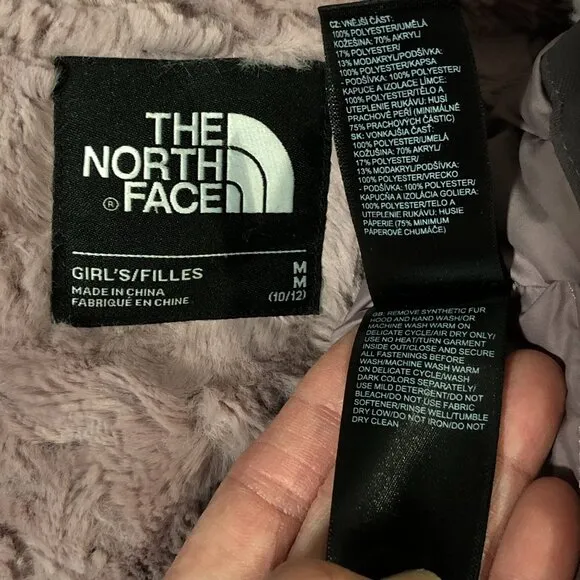 THE
NORTH
FACE
®
GIRL'S/FILLES
M
M
MADE IN CHINA
FABRIQUÉ EN CHINE
(10/12)
CZ: VNĚJŠÍ ČÁST:
100% POLYESTER/UMĚLÁ
KOŽEŠINA: 70% AKRYL/
17% POLYESTER/
13% MODAKRYL/PODŠÍVKA:
100% POLYESTER/KAPSA
- PODŠÍVKA: 100% POLYESTER/
KAPUCE A IZOLACE LÍMCE:
100% POLYESTER/TĚLO A
UTEPLENIE RUKÁVU: HUSÍ
PRACHOVÉ PEŘÍ (MINIMÁLNĚ
75% PRACHOVÝCH ČÁSTIC)
SK: VONKAJŠIA ČASŤ:
100% POLYESTER/UMELÁ
KOŽUŠINA: 70% AKRYL/
17% POLYESTER/
13% MODAKRYL/PODŠÍVKA:
100% POLYESTER/VRECKO
- PODŠÍVKA: 100% POLYESTER/
KAPUCŇA A IZOLÁCIA GOLIERA:
100% POLYESTER/TELO A
UTEPLENIE RUKÁVU: HUSIE
PÁPERIE (75% MINIMUM
PÁPEROVÉ CHUMÁČE)
GB: REMOVE SYNTHETIC FUR
HOOD AND HAND WASH/OR
MACHINE WASH WARM ON
DELICATE CYCLE/AIR DRY ONLY/
USE NO HEAT/TURN GARMENT
INSIDE OUT/CLOSE AND SECURE
ALL FASTENINGS BEFORE
WASH/MACHINE WASH WARM
ON DELICATE CYCLE/WASH
DARK COLORS SEPARATELY/
USE MILD DETERGENT/DO NOT
BLEACH/DO NOT USE FABRIC
SOFTENER/RINSE WELL/TUMBLE
DRY LOW/DO NOT IRON/DO NOT
DRY CLEAN